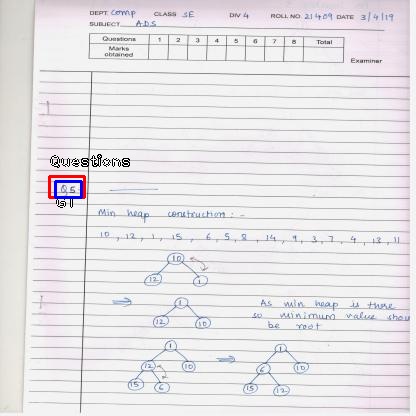 DEPT. Comp CLASS SE DIV 4 ROLL NO. 21409 DATE 3/4/19
SUBJECT ADS
Questions 1 2 3 4 5 6 7 8 Total
Marks obtained
Examiner
Questions
Q5
GT
Min heap construction :-
10, 12, 1, 15, 6, 5, 8, 14, 9, 3, 7, 4, 13, 11
10
12 1
1
12 10
As min heap is there
so minimum value shou
be root
1
12 10
15 6
1
6 10
15 12